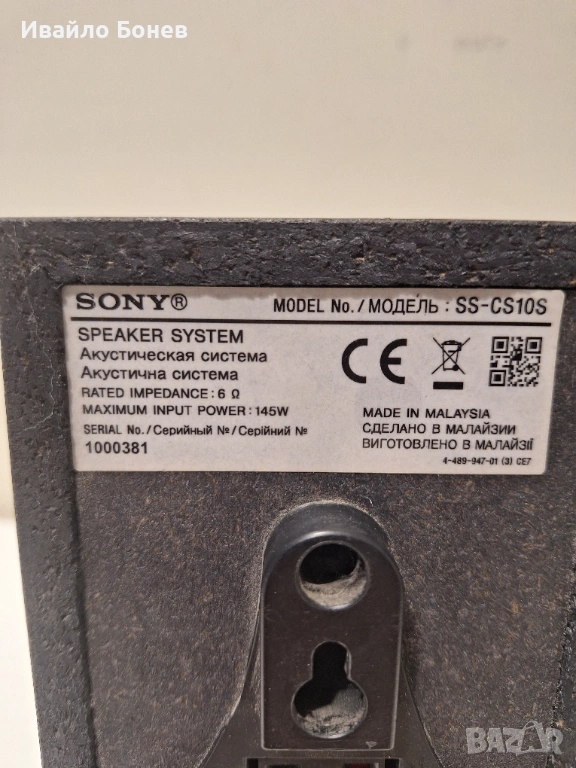 Ивайло Бонев
SONY®
MODEL No./МОДЕЛЬ : SS-CS10S
SPEAKER SYSTEM
Акустическая система
Акустична система
RATED IMPEDANCE: 6 Ω
MAXIMUM INPUT POWER: 145W
SERIAL No./Серийный №/Серійний №
1000381
CE
MADE IN MALAYSIA
СДЕЛАНО В МАЛАЙЗИИ
ВИГОТОВЛЕНО В МАЛАЙЗІЇ
4-489-947-01 (3) CE7
BAZAR